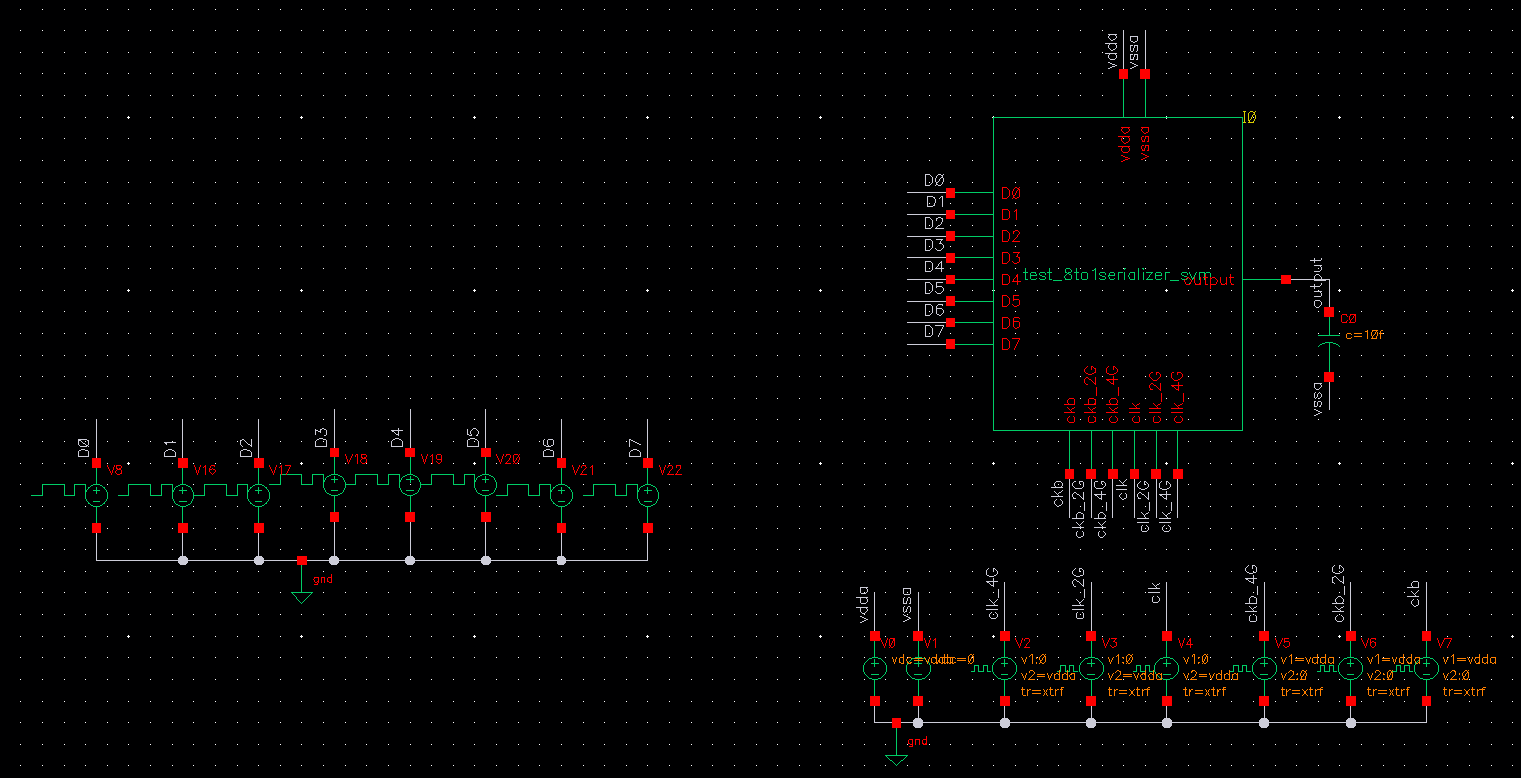 vdda
vssa
I0
vdda
vssa
D0
D1
D2
D3
D4
D5
D6
D7
D0
D1
D2
D3
D4
D5
D6
D7
test_8to1serializer_sym
output
output
C0
c=10f
vssa
ckb
ckb_2G
ckb_4G
clk
clk_2G
clk_4G
ckb
ckb_2G
ckb_4G
clk
clk_2G
clk_4G
D0
D1
D2
D3
D4
D5
D6
D7
V8
V16
V17
V18
V19
V20
V21
V22
gnd
vdda
vssa
clk_4G
clk_2G
clk
ckb_4G
ckb_2G
ckb
V0
V1
V2
V3
V4
V5
V6
V7
vdc=vdda
vdc=0
v1:0
v1:0
v1:0
v1=vdda
v1=vdda
v1=vdda
v2=vdda
v2=vdda
v2=vdda
v2:0
v2:0
v2:0
tr=xtrf
tr=xtrf
tr=xtrf
tr=xtrf
tr=xtrf
tr=xtrf
gnd